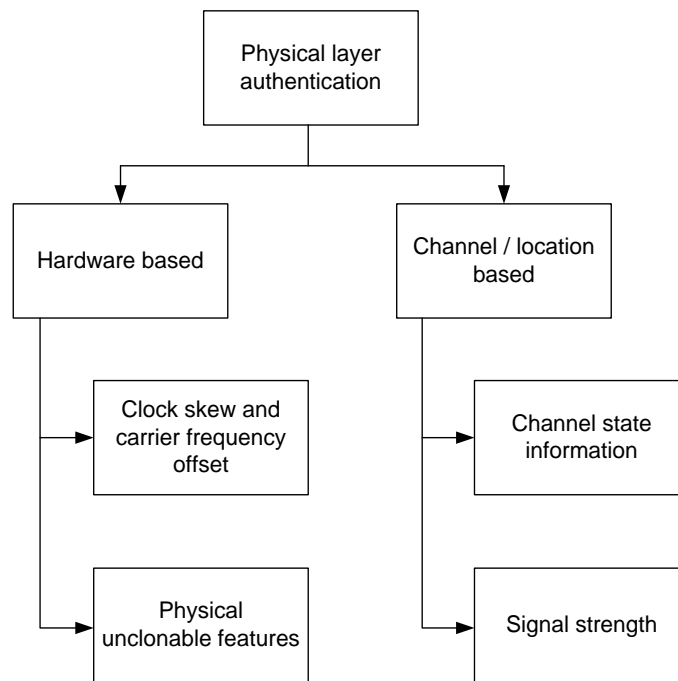 Physical layer
authentication
Hardware based
Channel / location
based
Clock skew and
carrier frequency
offset
Channel state
information
Physical
unclonable features
Signal strength